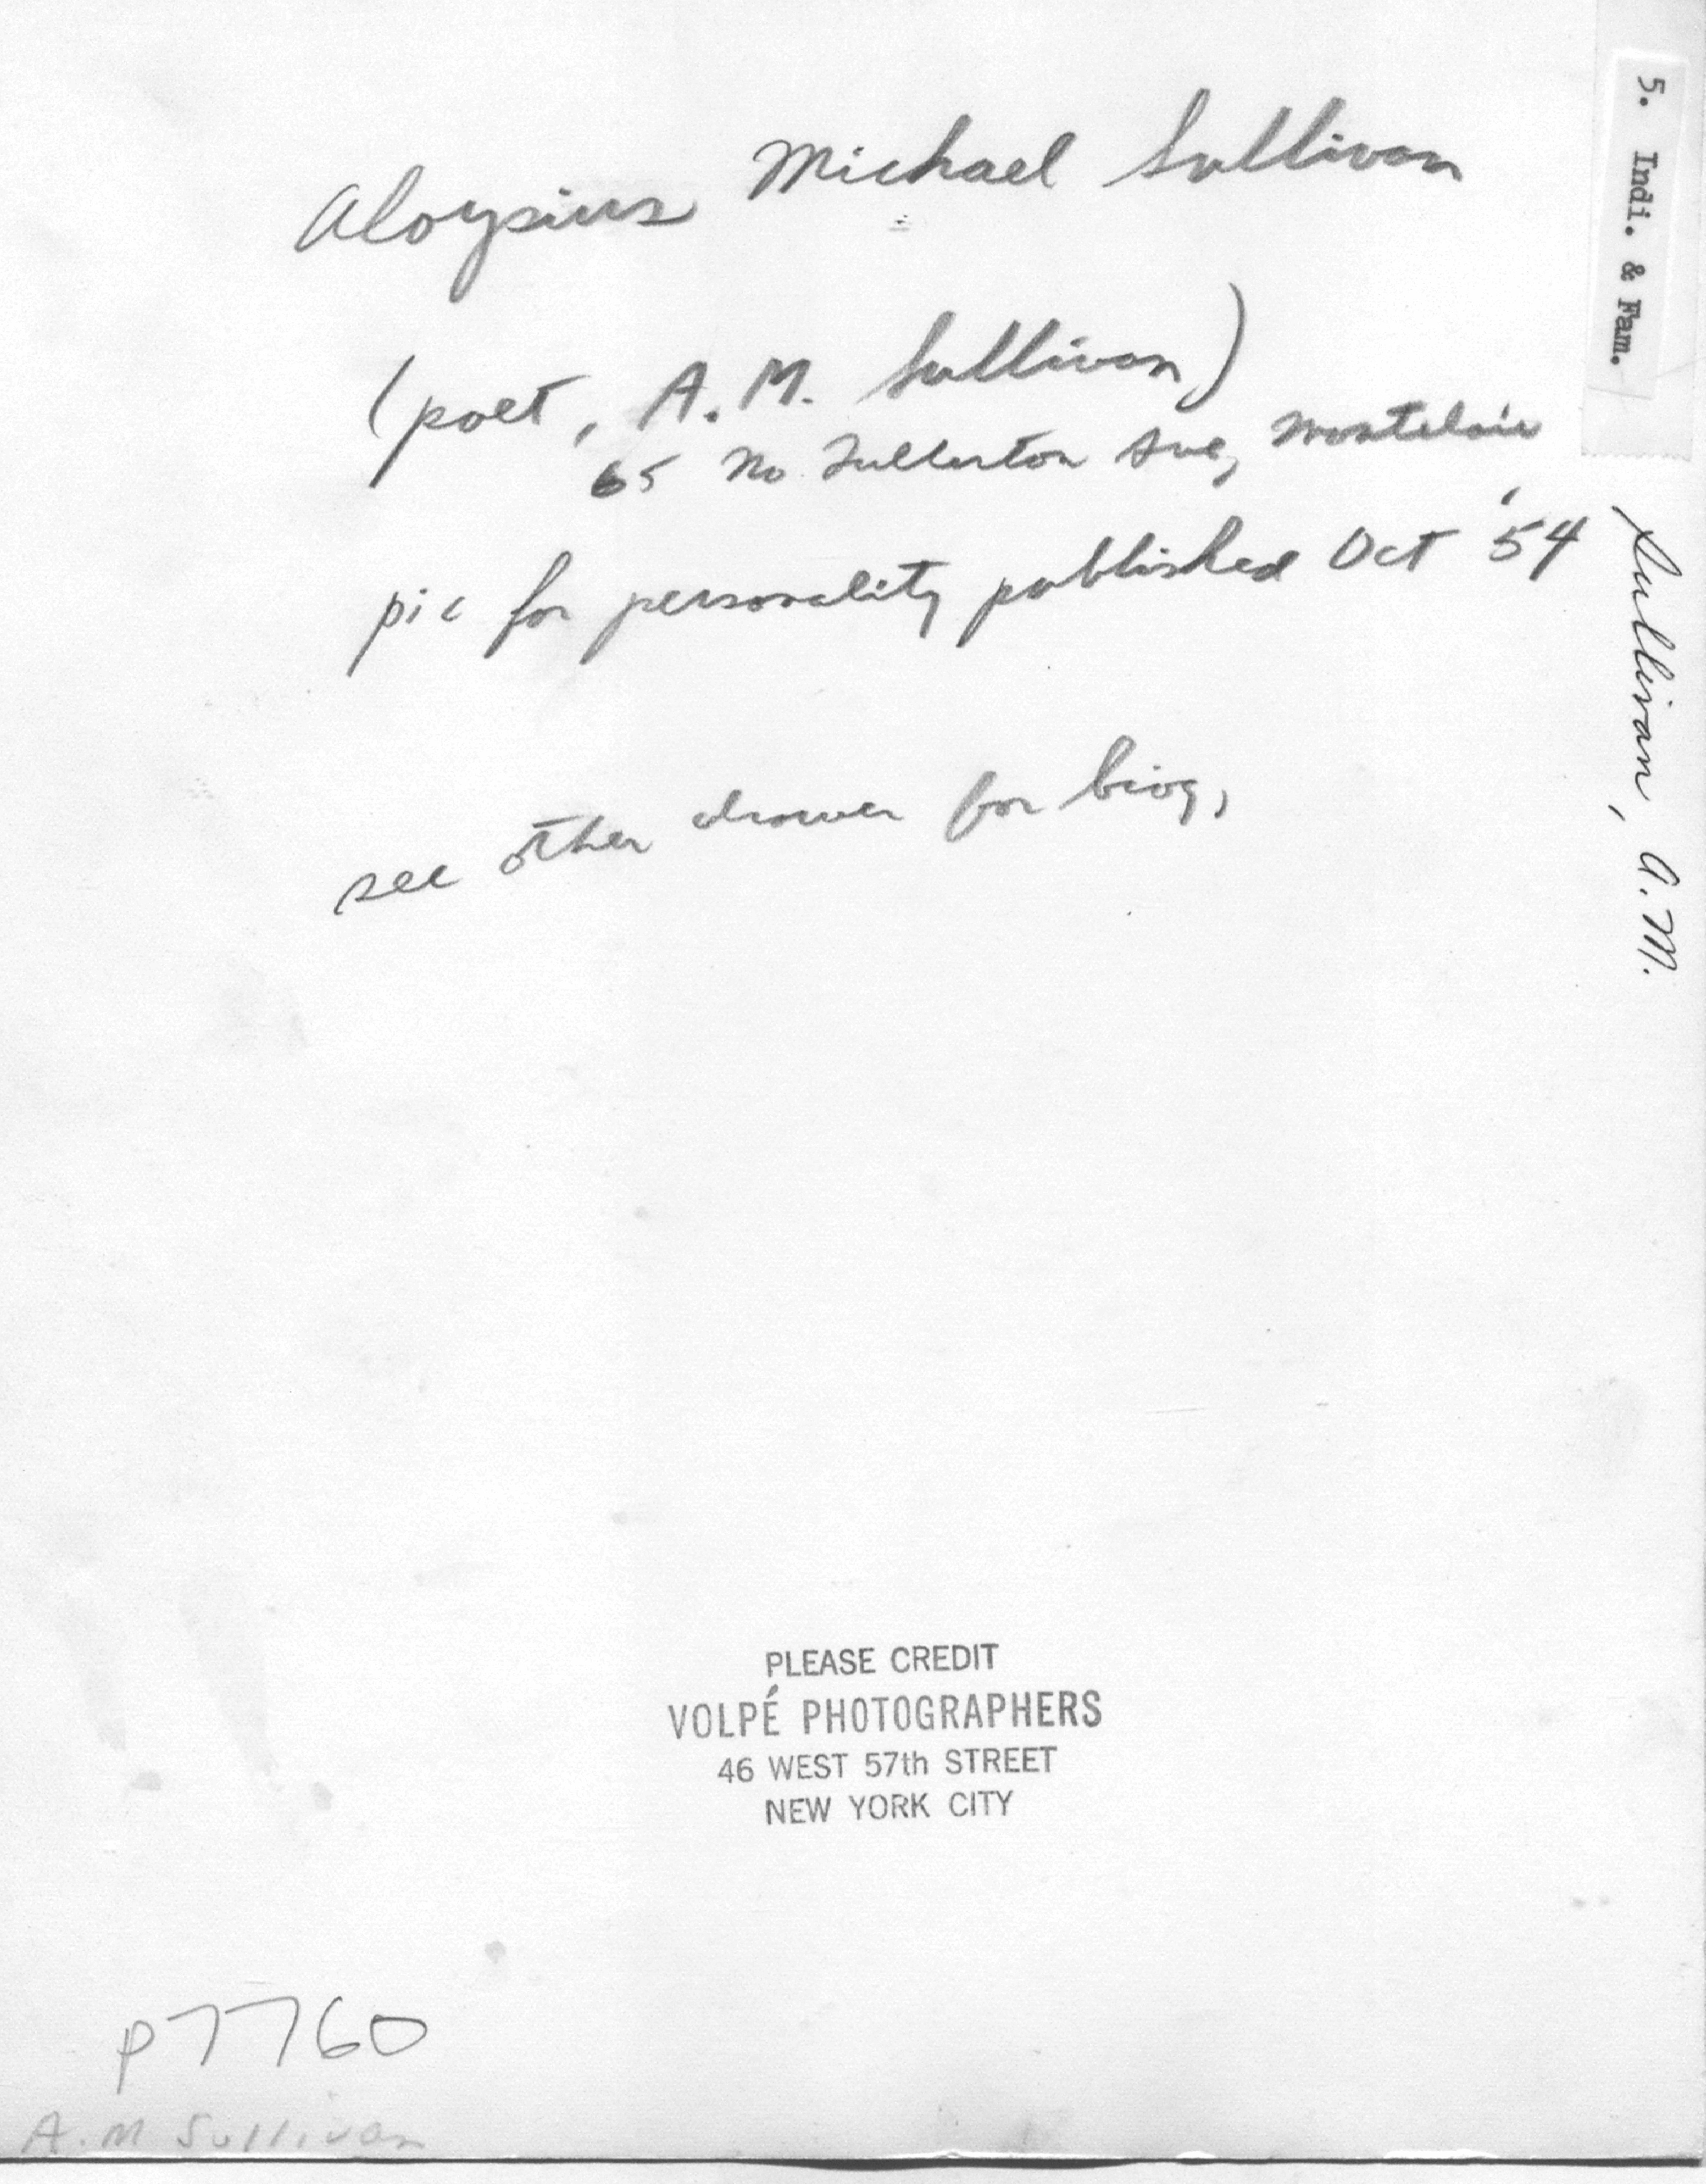 Aloysius Michael Sullivan
(poet, A.M. Sullivan)
65 No. Fullerton Ave, Montclair
pic for personality published Oct '54
see other drawer for biog,
5. Indi. & Fam.
Sullivan, A.M.
PLEASE CREDIT
VOLPÉ PHOTOGRAPHERS
46 WEST 57th STREET
NEW YORK CITY
P7760
A.M Sullivan